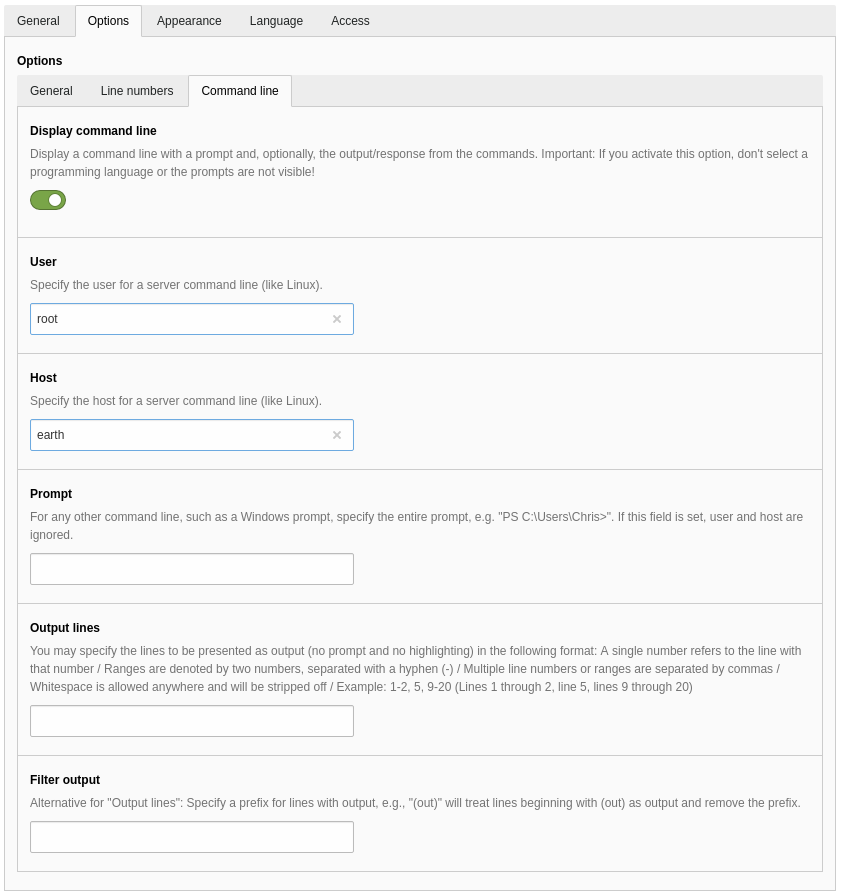 General Options Appearance Language Access
Options
General Line numbers Command line
Display command line
Display a command line with a prompt and, optionally, the output/response from the commands. Important: If you activate this option, don't select a
programming language or the prompts are not visible!
User
Specify the user for a server command line (like Linux).
root
Host
Specify the host for a server command line (like Linux).
earth
Prompt
For any other command line, such as a Windows prompt, specify the entire prompt, e.g. "PS C:\Users\Chris>". If this field is set, user and host are
ignored.
Output lines
You may specify the lines to be presented as output (no prompt and no highlighting) in the following format: A single number refers to the line with
that number / Ranges are denoted by two numbers, separated with a hyphen (-) / Multiple line numbers or ranges are separated by commas /
Whitespace is allowed anywhere and will be stripped off / Example: 1-2, 5, 9-20 (Lines 1 through 2, line 5, lines 9 through 20)
Filter output
Alternative for "Output lines": Specify a prefix for lines with output, e.g., "(out)" will treat lines beginning with (out) as output and remove the prefix.